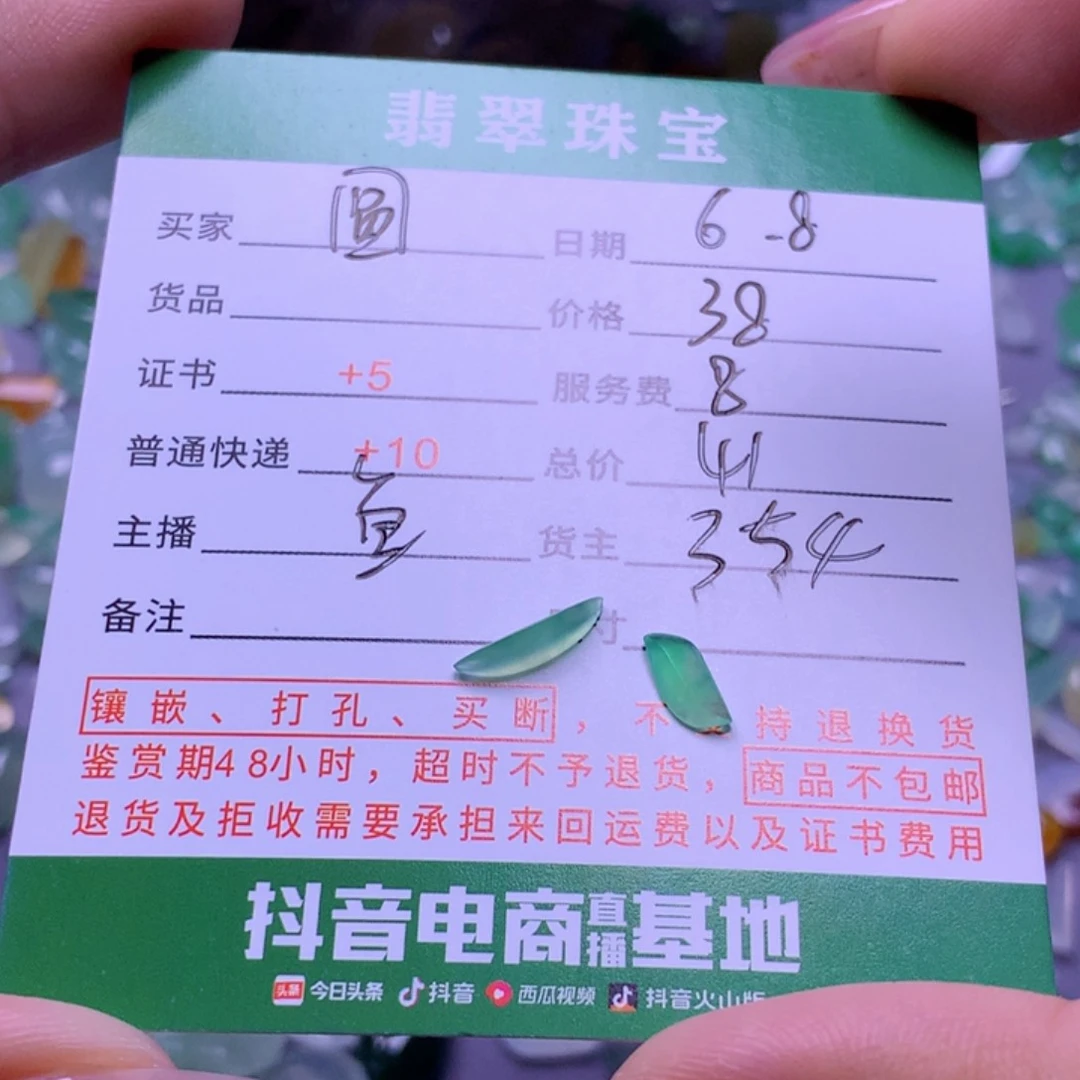 翡翠珠宝
买家 圆 日期 6-8
货品 价格 38
证书 +5 服务费 8
普通快递 +10 总价 41
主播 货主 354
备注 寸
镶嵌、打孔、买断，不 持退换货
鉴赏期48小时，超时不予退货，商品不包邮
退货及拒收需要承担来回运费以及证书费用
抖音电商直播基地
头条 今日头条 抖音 西瓜视频 抖音火山版